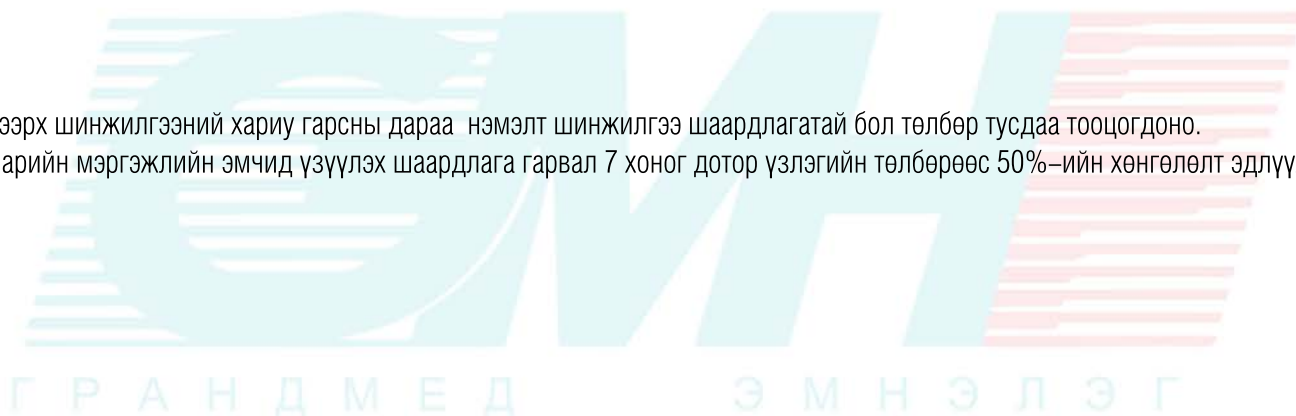 ээрх шинжилгээний хариу гарсны дараа нэмэлт шинжилгээ шаардлагатай бол төлбөр тусдаа тооцогдоно.
арийн мэргэжлийн эмчид үзүүлэх шаардлага гарвал 7 хоног дотор үзлэгийн төлбөрөөс 50%–ийн хөнгөлөлт эдлүү
ГРАНДМЕД ЭМНЭЛЭГ